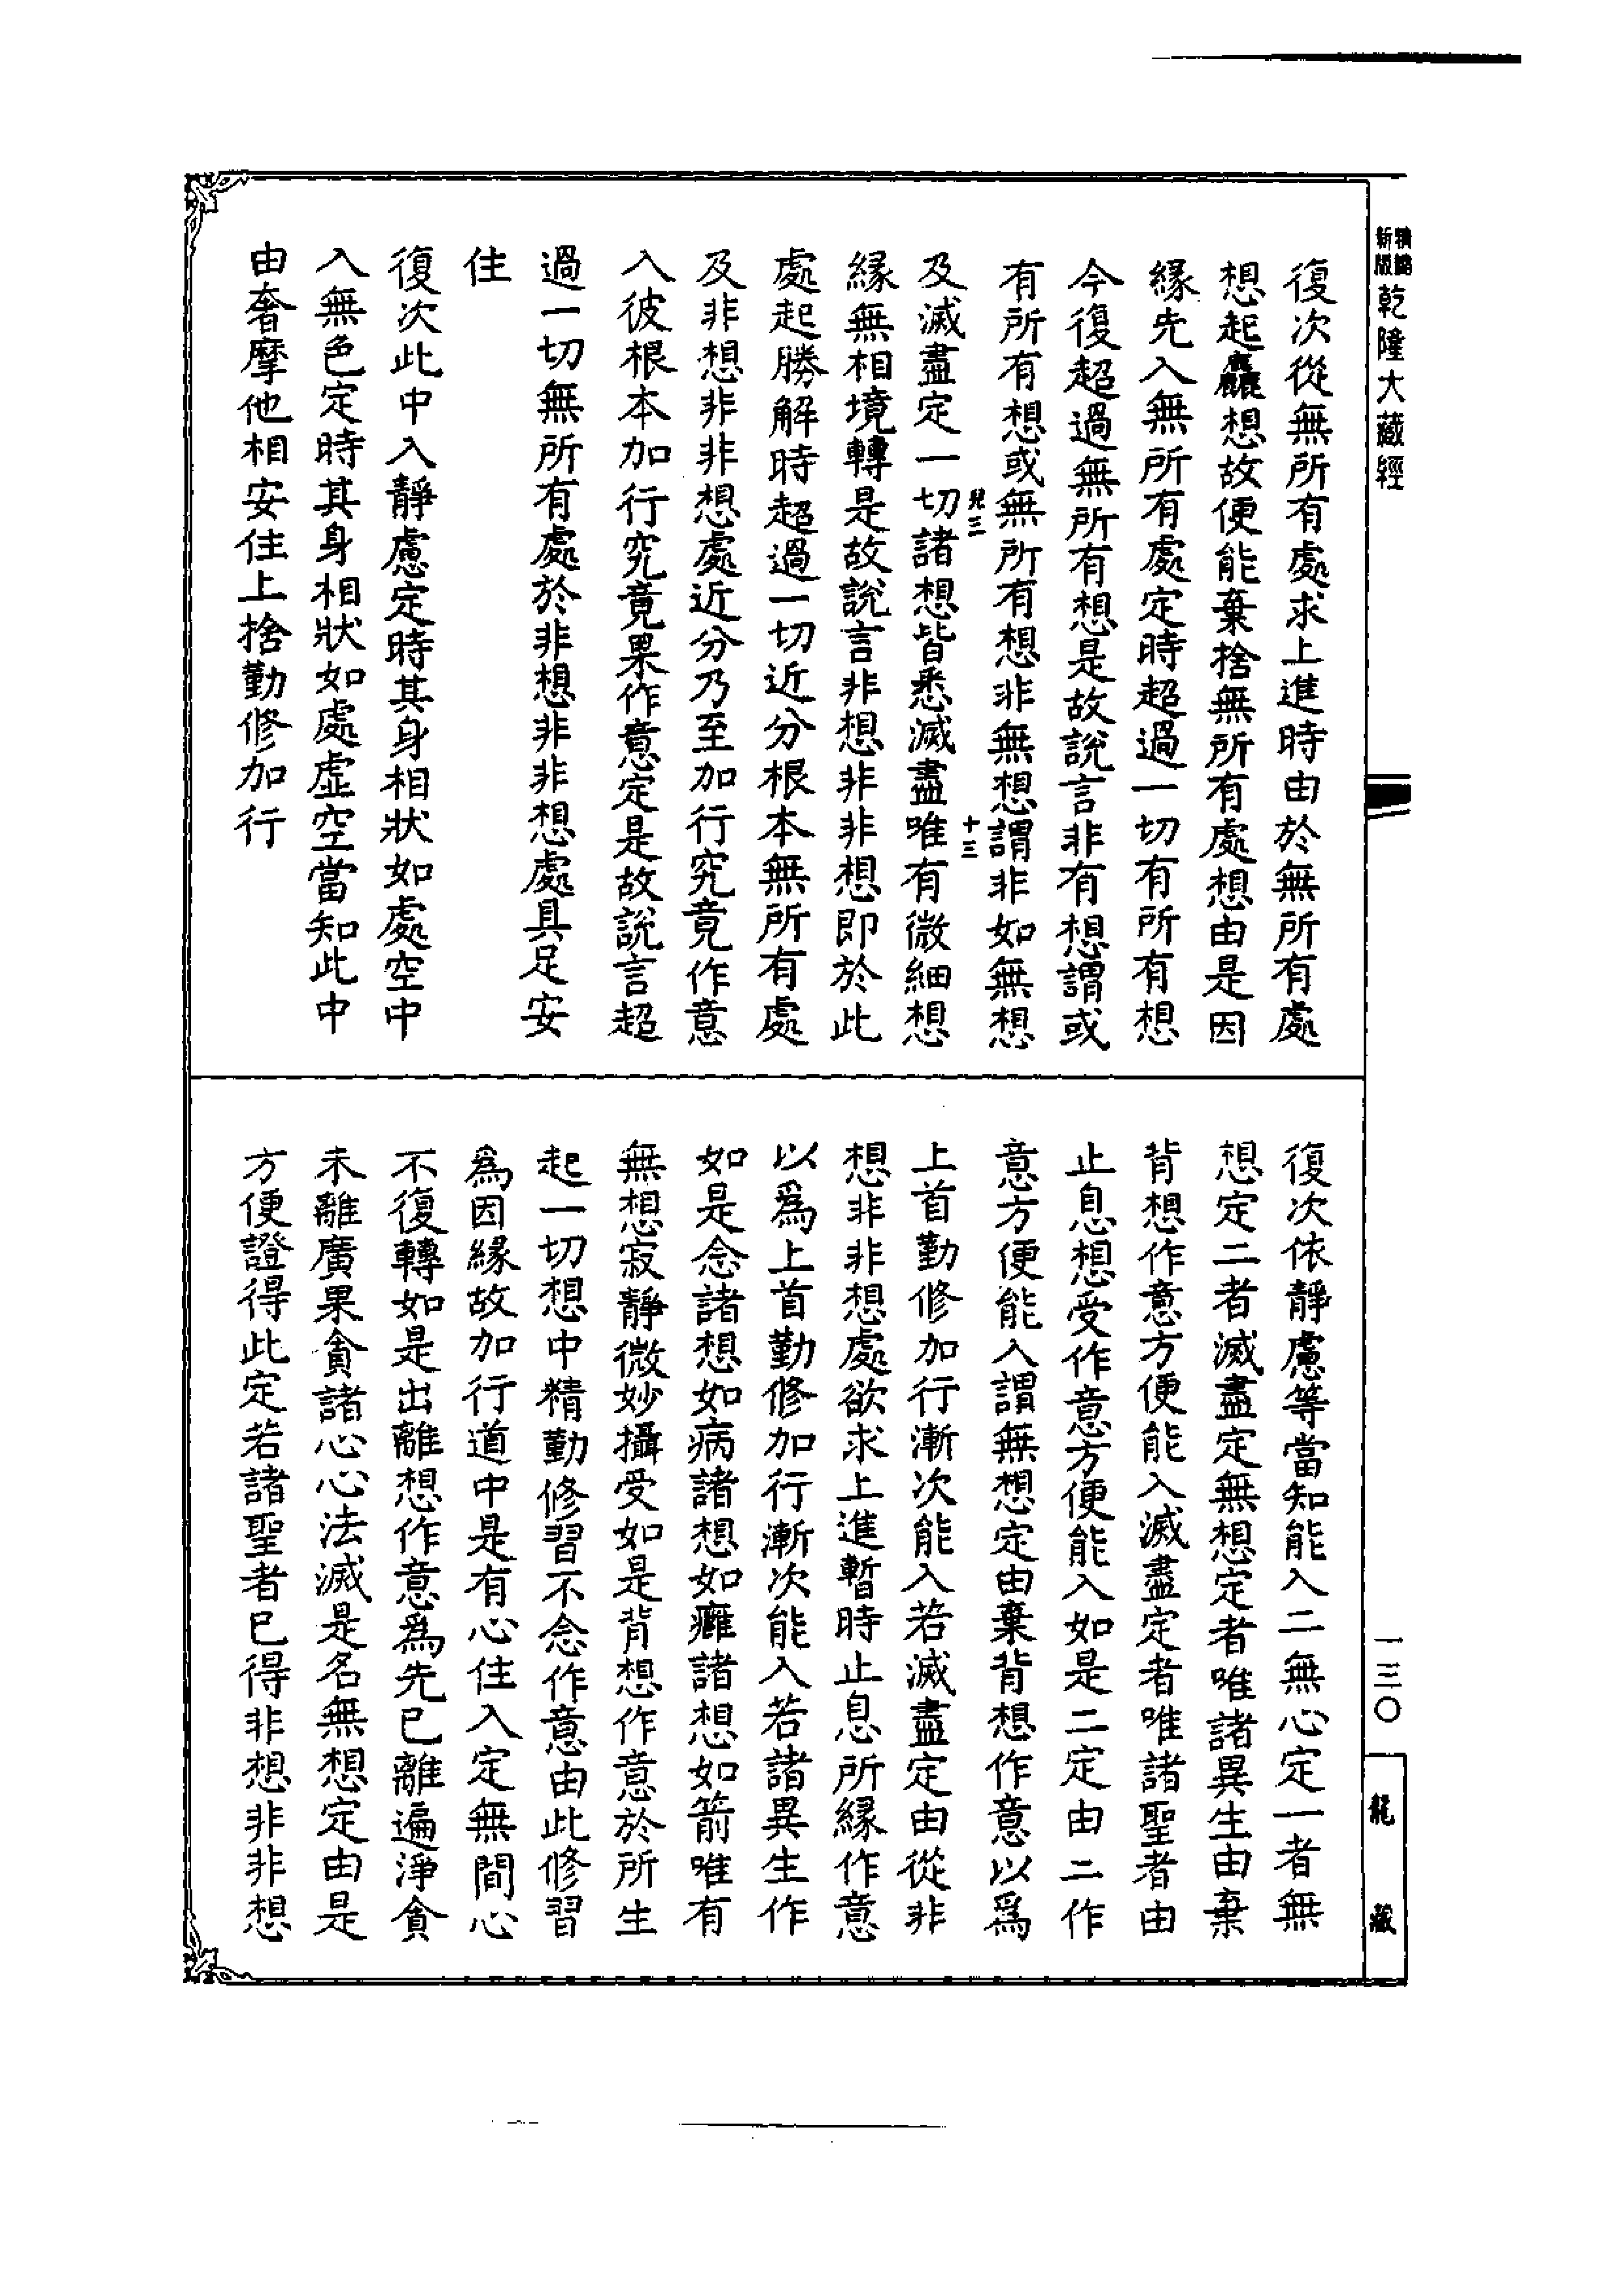 乾隆大藏經
復次從無所有處求上進時由於無所有處
想起麤想故便能棄捨無所有處想由是因
緣先入無所有處定時超過一切有所有想
今復超過無所有想是故說言非有想謂或
有所有想或無所有想非無想謂非如無想
三
十三
及滅盡定一切諸想皆悉滅盡唯有微細想
緣無相境轉是故說言非想非非想即於此
處起勝解時超過一切近分根本無所有處
及非想非非想處近分乃至加行究竟作意
入彼根本加行究竟果作意定是故說言超
過一切無所有處於非想非非想處具足安
住
復次此中入靜慮定時其身相狀如處空中
入無色定時其身相狀如處虛空當知此中
由奢摩他相安住上捨勤修加行
復次依靜慮等當知能入二無心定一者無
想定二者滅盡定無想定者唯諸異生由棄
背想作意方便能入滅盡定者唯諸聖者由
止息想受作意方便能入如是二定由二作
意方便能入謂無想定由棄背想作意以爲
上首勤修加行漸次能入若滅盡定由從非
想非非想處欲求上進暫時止息所緣作意
以爲上首勤修加行漸次能入若諸異生作
如是念諸想如病諸想如癰諸想如箭唯有
無想寂靜微妙攝受如是背想作意於所生
起一切想中精勤修習不念作意由此修習
爲因緣故加行道中是有心住入定無間心
不復轉如是出離想作意爲先已離遍淨貪
未離廣果貪諸心心法滅是名無想定由是
方便證得此定若諸聖者已得非想非非想
一三〇
龍藏